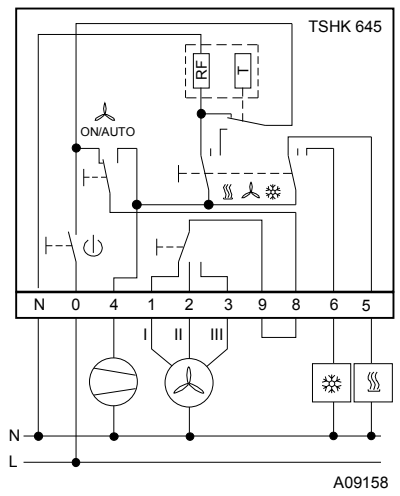 TSHK 645
RF
T
ON/AUTO
N 0 4 1 2 3 9 8 6 5
I II III
N
L
A09158